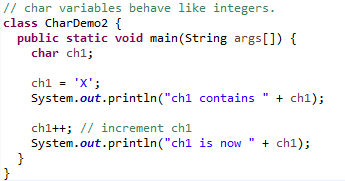 // char variables behave like integers.
class CharDemo2 {
  public static void main(String args[]) {
    char ch1;

    ch1 = 'X';
    System.out.println("ch1 contains " + ch1);

    ch1++; // increment ch1
    System.out.println("ch1 is now " + ch1);
  }
}